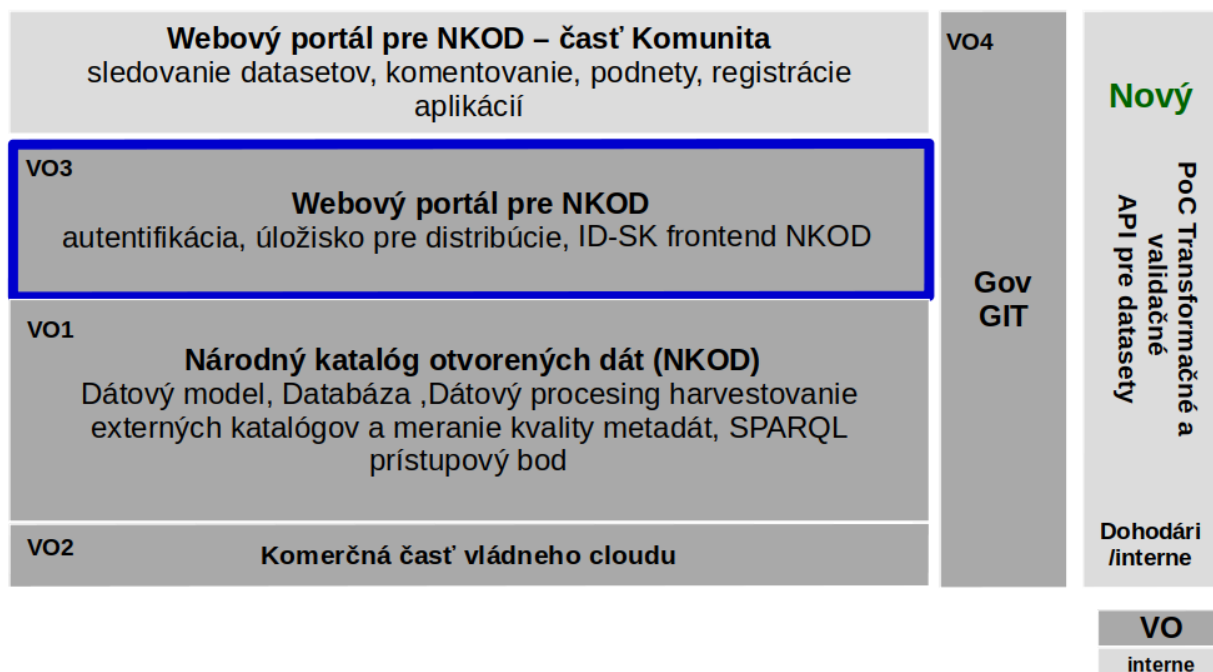 Webový portál pre NKOD – časť Komunita
sledovanie datasetov, komentovanie, podnety, registrácie
aplikácií
VO3
Webový portál pre NKOD
autentifikácia, úložisko pre distribúcie, ID-SK frontend NKOD
VO1
Národný katalóg otvorených dát (NKOD)
Dátový model, Databáza ,Dátový procesing harvestovanie
externých katalógov a meranie kvality metadát, SPARQL
prístupový bod
VO2
Komerčná časť vládneho cloudu
VO4
Gov
GIT
Nový
PoC Transformačné a
validačné
API pre datasety
Dohodári
/interne
VO
interne